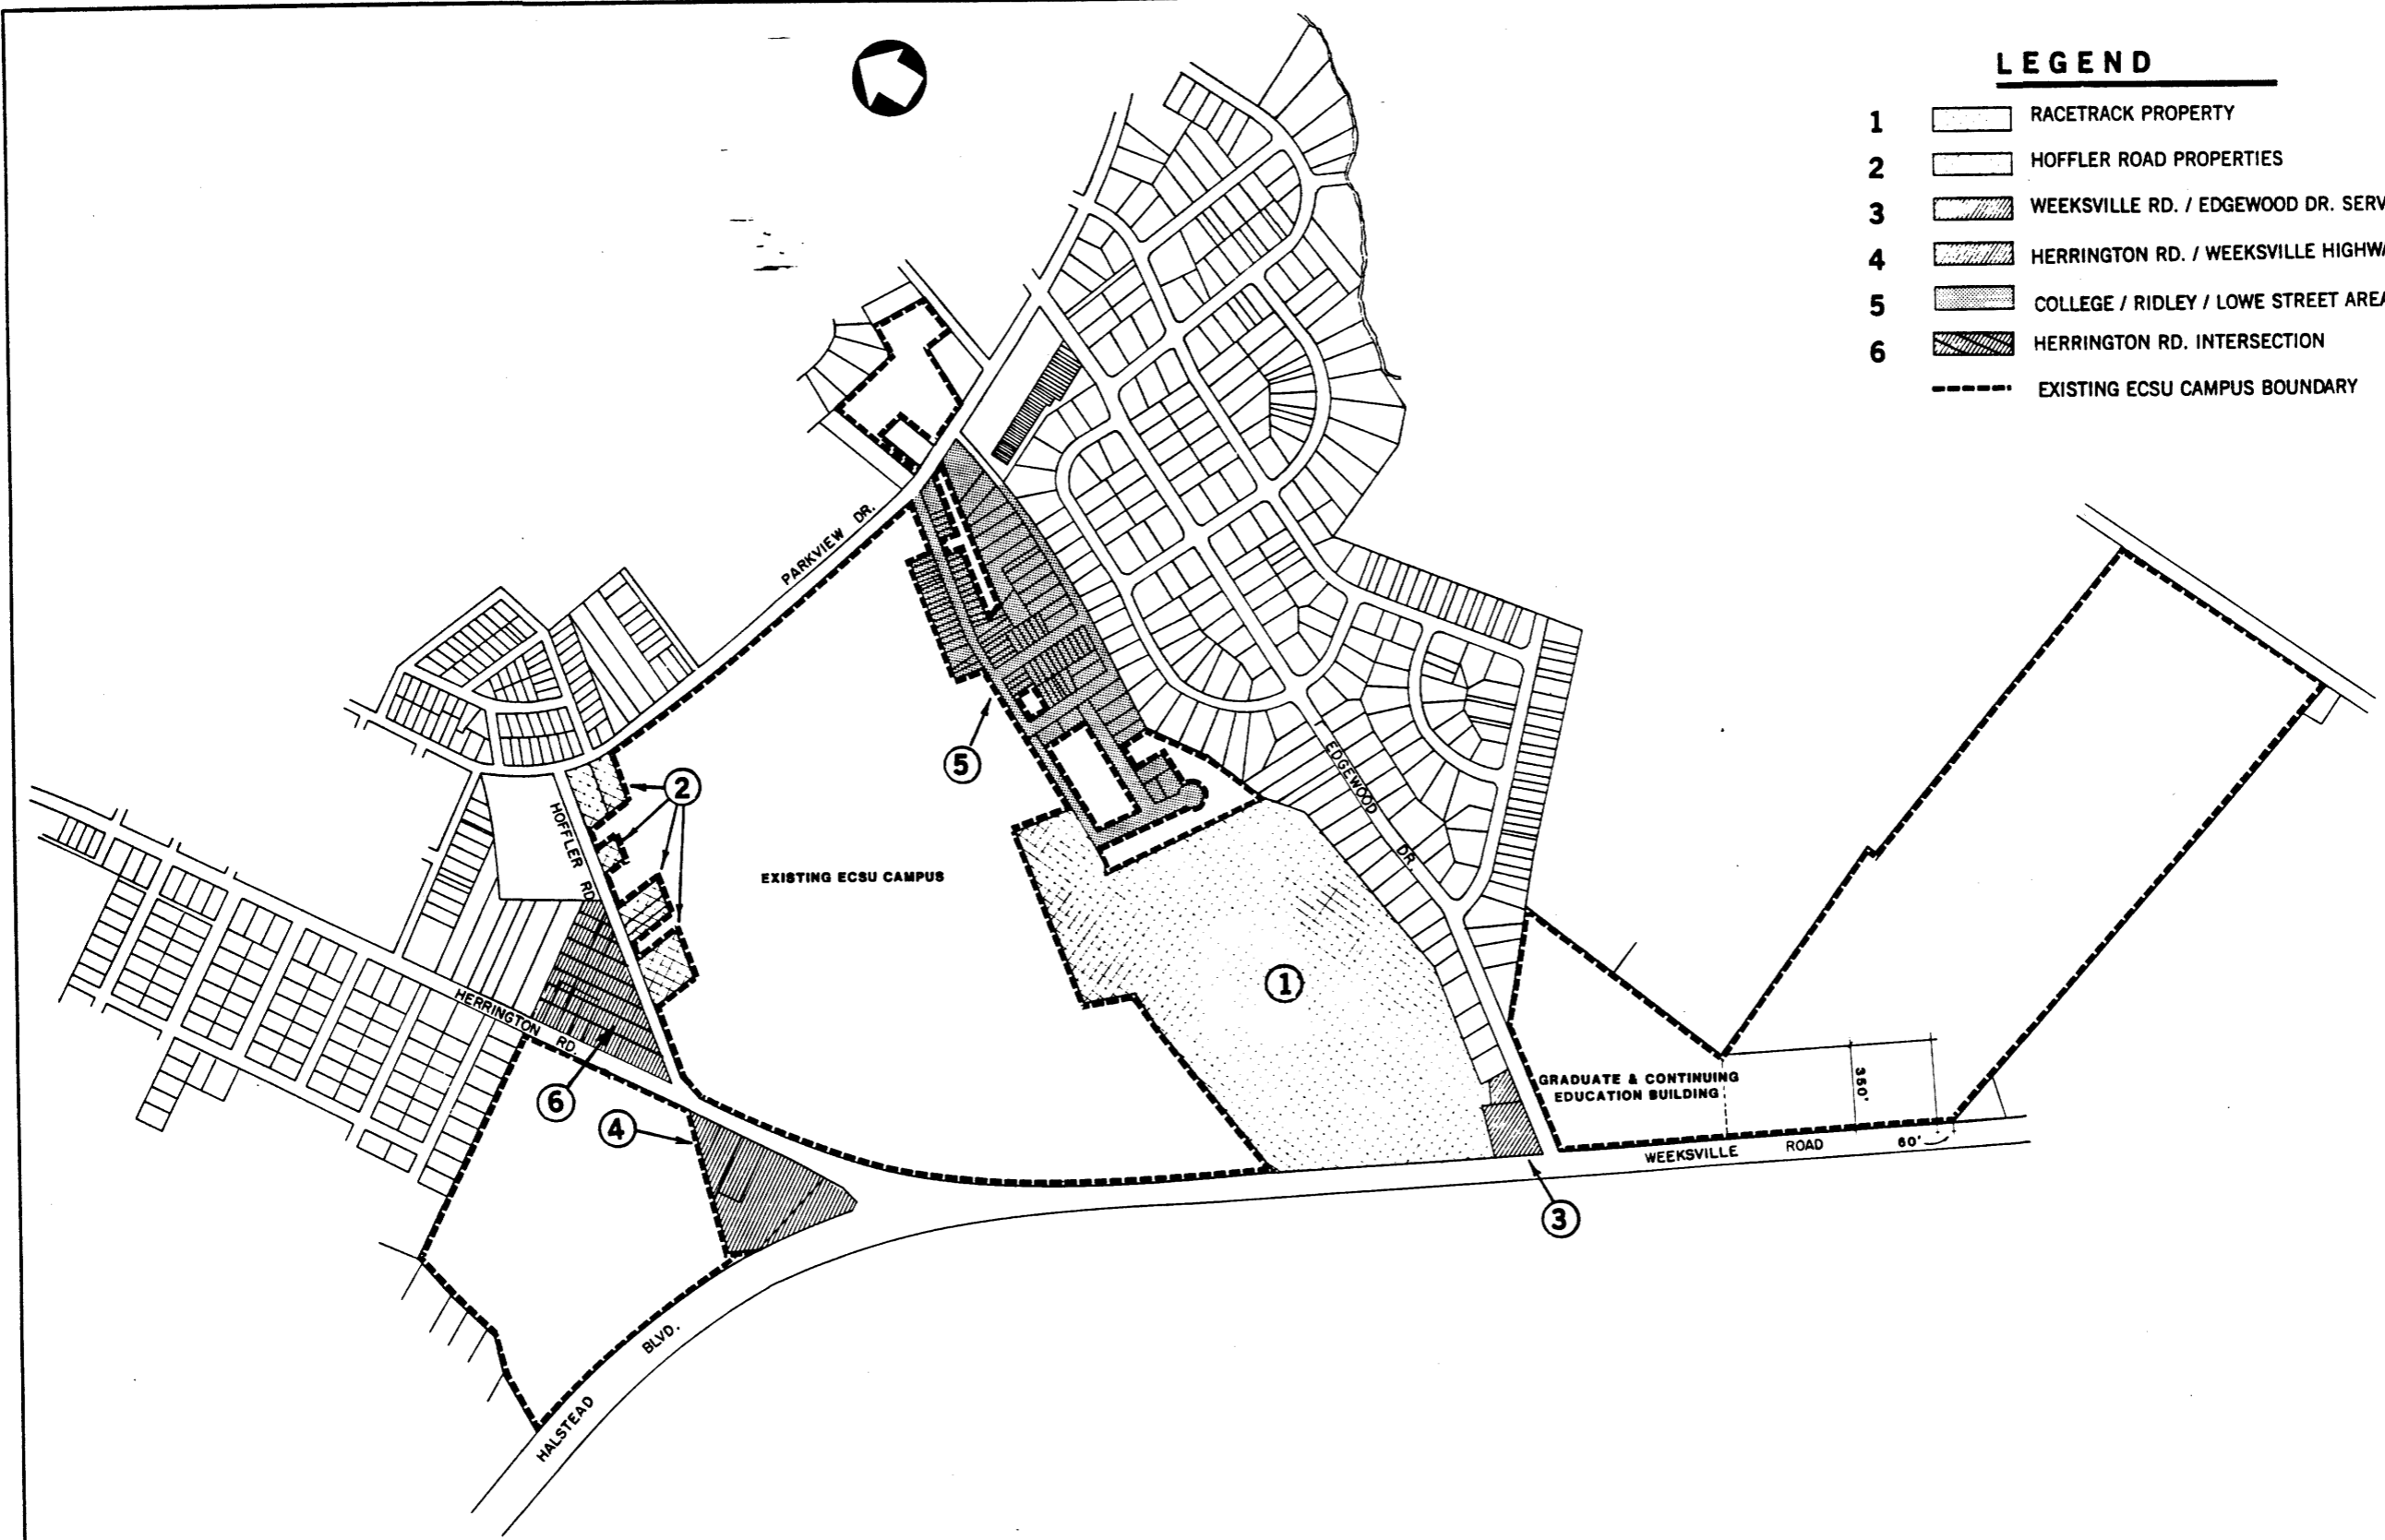 LEGEND
1 RACETRACK PROPERTY
2 HOFFLER ROAD PROPERTIES
3 WEEKSVILLE RD. / EDGEWOOD DR. SERV
4 HERRINGTON RD. / WEEKSVILLE HIGHWA
5 COLLEGE / RIDLEY / LOWE STREET AREA
6 HERRINGTON RD. INTERSECTION
EXISTING ECSU CAMPUS BOUNDARY
PARKVIEW DR.
5
2
HOFFLER RD.
EDGEWOOD DR.
EXISTING ECSU CAMPUS
1
HERRINGTON RD.
6
4
GRADUATE & CONTINUING
EDUCATION BUILDING
350'
60'
WEEKSVILLE ROAD
3
HALSTEAD BLVD.